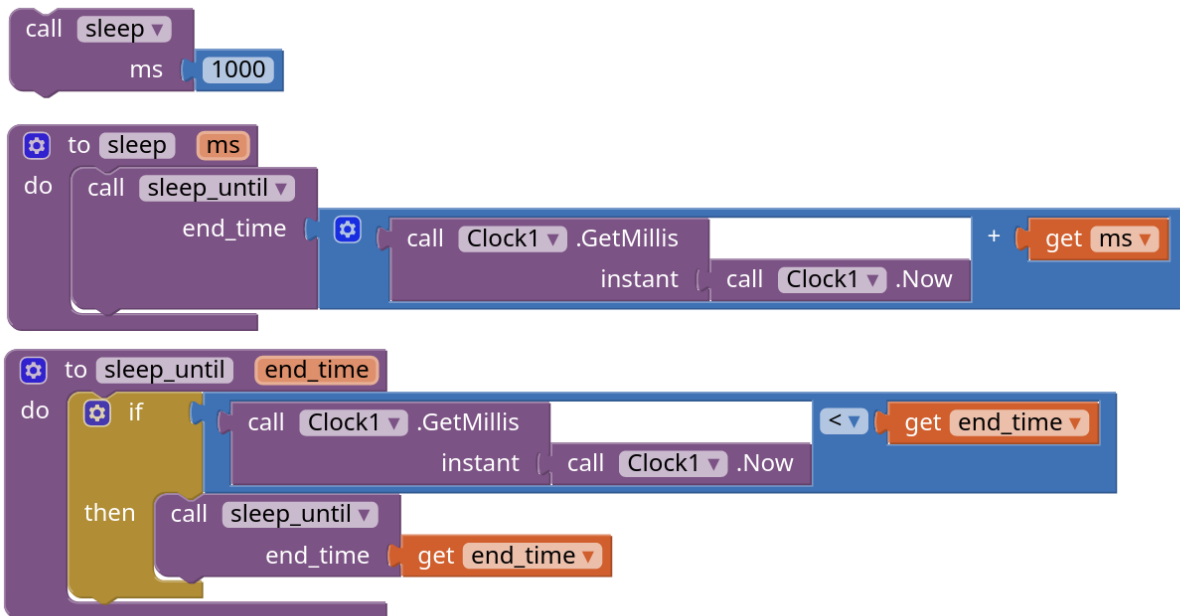 call sleep
ms 1000
to sleep ms
do call sleep_until
end_time call Clock1 .GetMillis + get ms
instant call Clock1 .Now
to sleep_until end_time
do if call Clock1 .GetMillis < get end_time
instant call Clock1 .Now
then call sleep_until
end_time get end_time